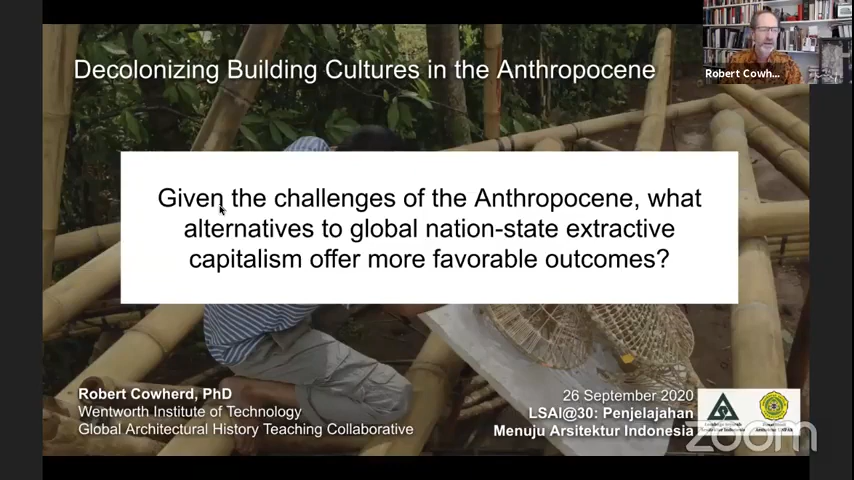 Decolonizing Building Cultures in the Anthropocene
Robert Cowh...
Given the challenges of the Anthropocene, what
alternatives to global nation-state extractive
capitalism offer more favorable outcomes?
Robert Cowherd, PhD
Wentworth Institute of Technology
Global Architectural History Teaching Collaborative
26 September 2020
LSAI@30: Penjelajahan
Menuju Arsitektur Indonesia
zoom